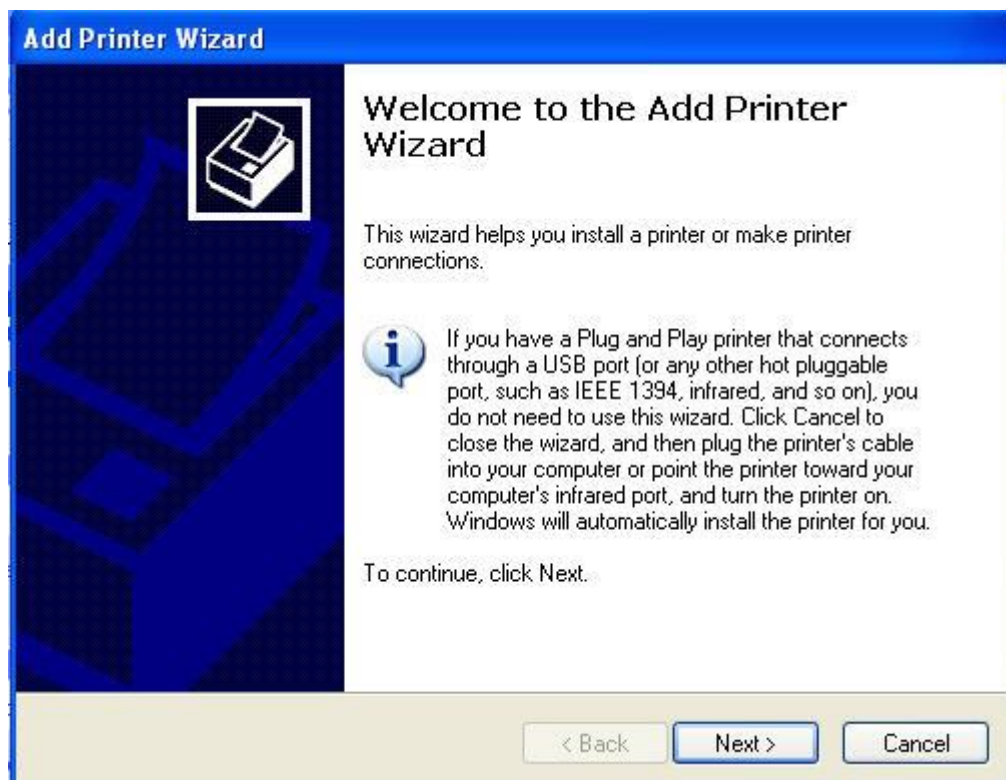 Add Printer Wizard
Welcome to the Add Printer
Wizard
This wizard helps you install a printer or make printer
connections.
If you have a Plug and Play printer that connects
through a USB port (or any other hot pluggable
port, such as IEEE 1394, infrared, and so on), you
do not need to use this wizard. Click Cancel to
close the wizard, and then plug the printer's cable
into your computer or point the printer toward your
computer's infrared port, and turn the printer on.
Windows will automatically install the printer for you.
To continue, click Next.
< Back Next > Cancel